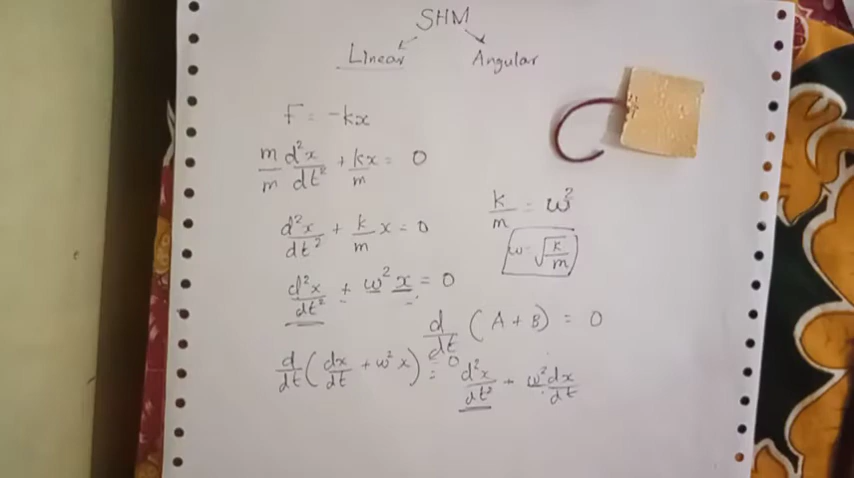 SHM
Linear Angular
F = -kx
m/m d²x/dt² + kx/m = 0
d²x/dt² + k/m x = 0
k/m = ω²
ω = √(k/m)
d²x/dt² + ω²x = 0
d/dt (A + B) = 0
d/dt (dx/dt + ω²x) = 0
d²x/dt² + ω² dx/dt